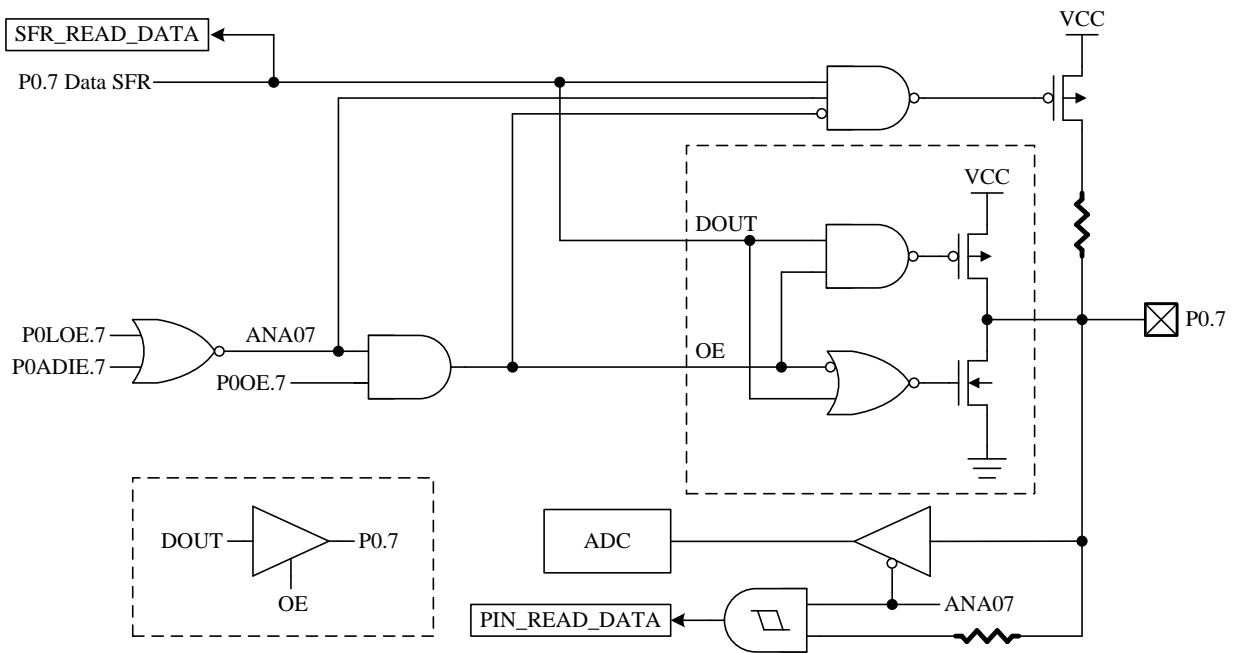 VCC
SFR_READ_DATA
P0.7 Data SFR
VCC
DOUT
P0LOE.7
ANA07
P0.7
P0ADIE.7
OE
P0OE.7
DOUT
P0.7
ADC
OE
ANA07
PIN_READ_DATA